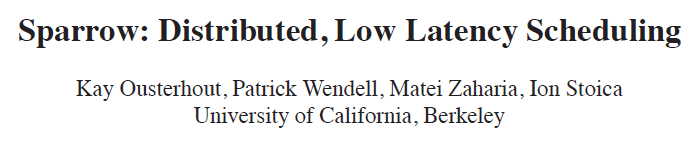 Sparrow: Distributed, Low Latency Scheduling
Kay Ousterhout, Patrick Wendell, Matei Zaharia, Ion Stoica
University of California, Berkeley